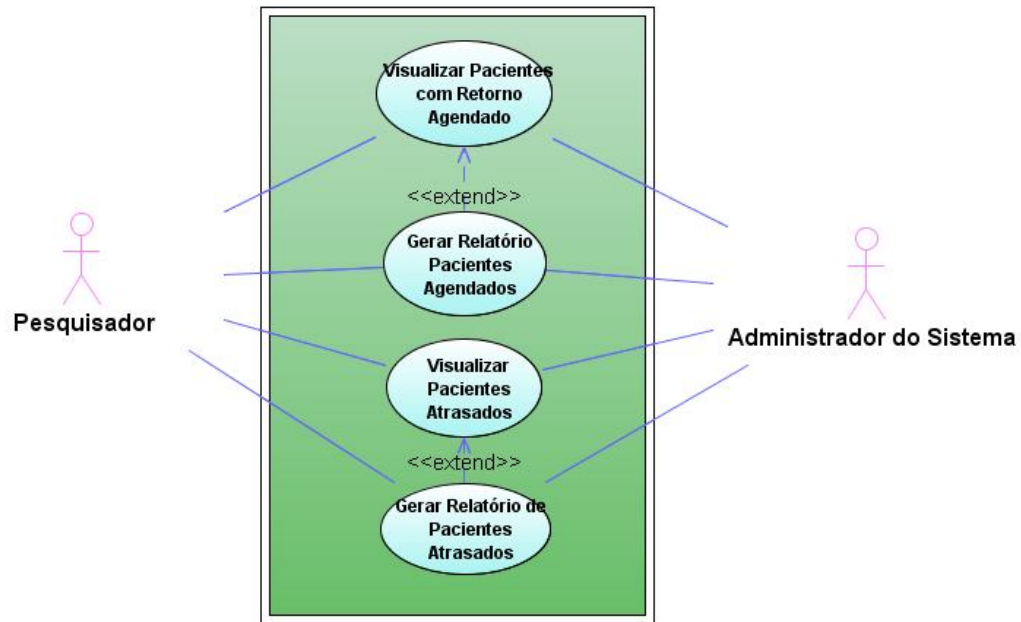 Visualizar Pacientes
com Retorno
Agendado
<<extend>>
Gerar Relatório
Pacientes
Agendados
Pesquisador
Administrador do Sistema
Visualizar
Pacientes
Atrasados
<<extend>>
Gerar Relatório de
Pacientes
Atrasados